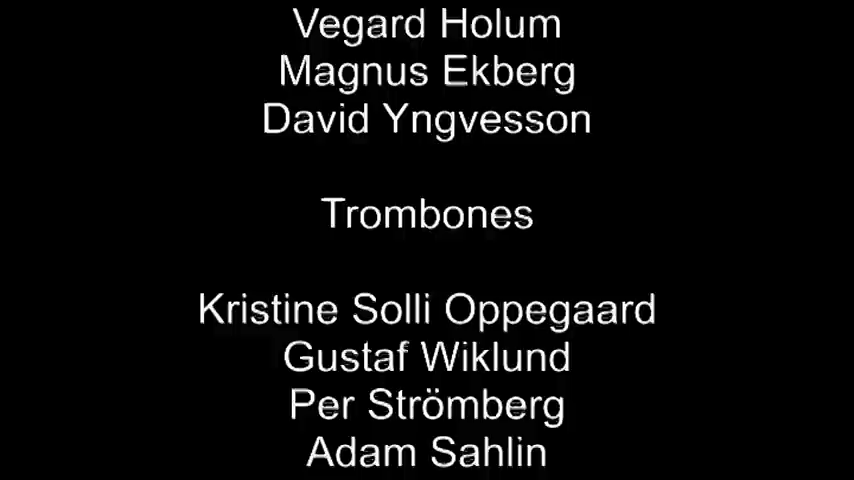 Vegard Holum
Magnus Ekberg
David Yngvesson
Trombones
Kristine Solli Oppegaard
Gustaf Wiklund
Per Strömberg
Adam Sahlin